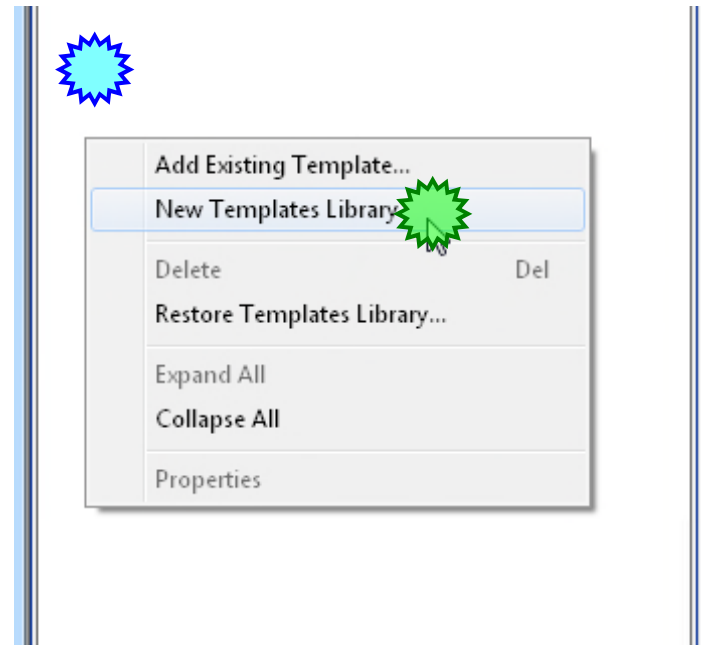 Add Existing Template...
New Templates Library
Delete Del
Restore Templates Library...
Expand All
Collapse All
Properties